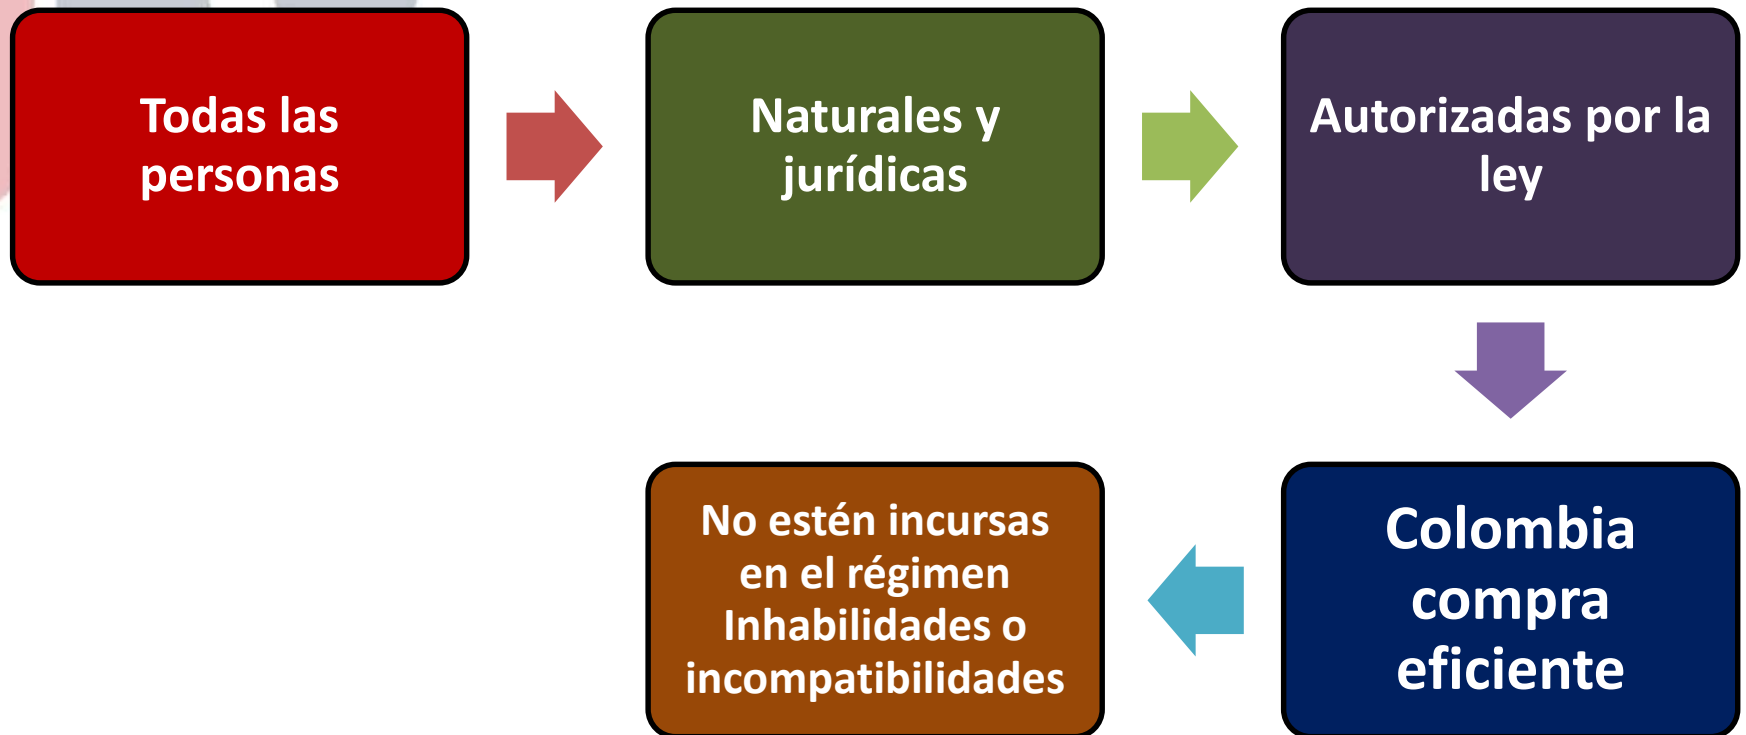 Todas las
personas
Naturales y
jurídicas
Autorizadas por la
ley
Colombia
compra
eficiente
No estén incursas
en el régimen
Inhabilidades o
incompatibilidades